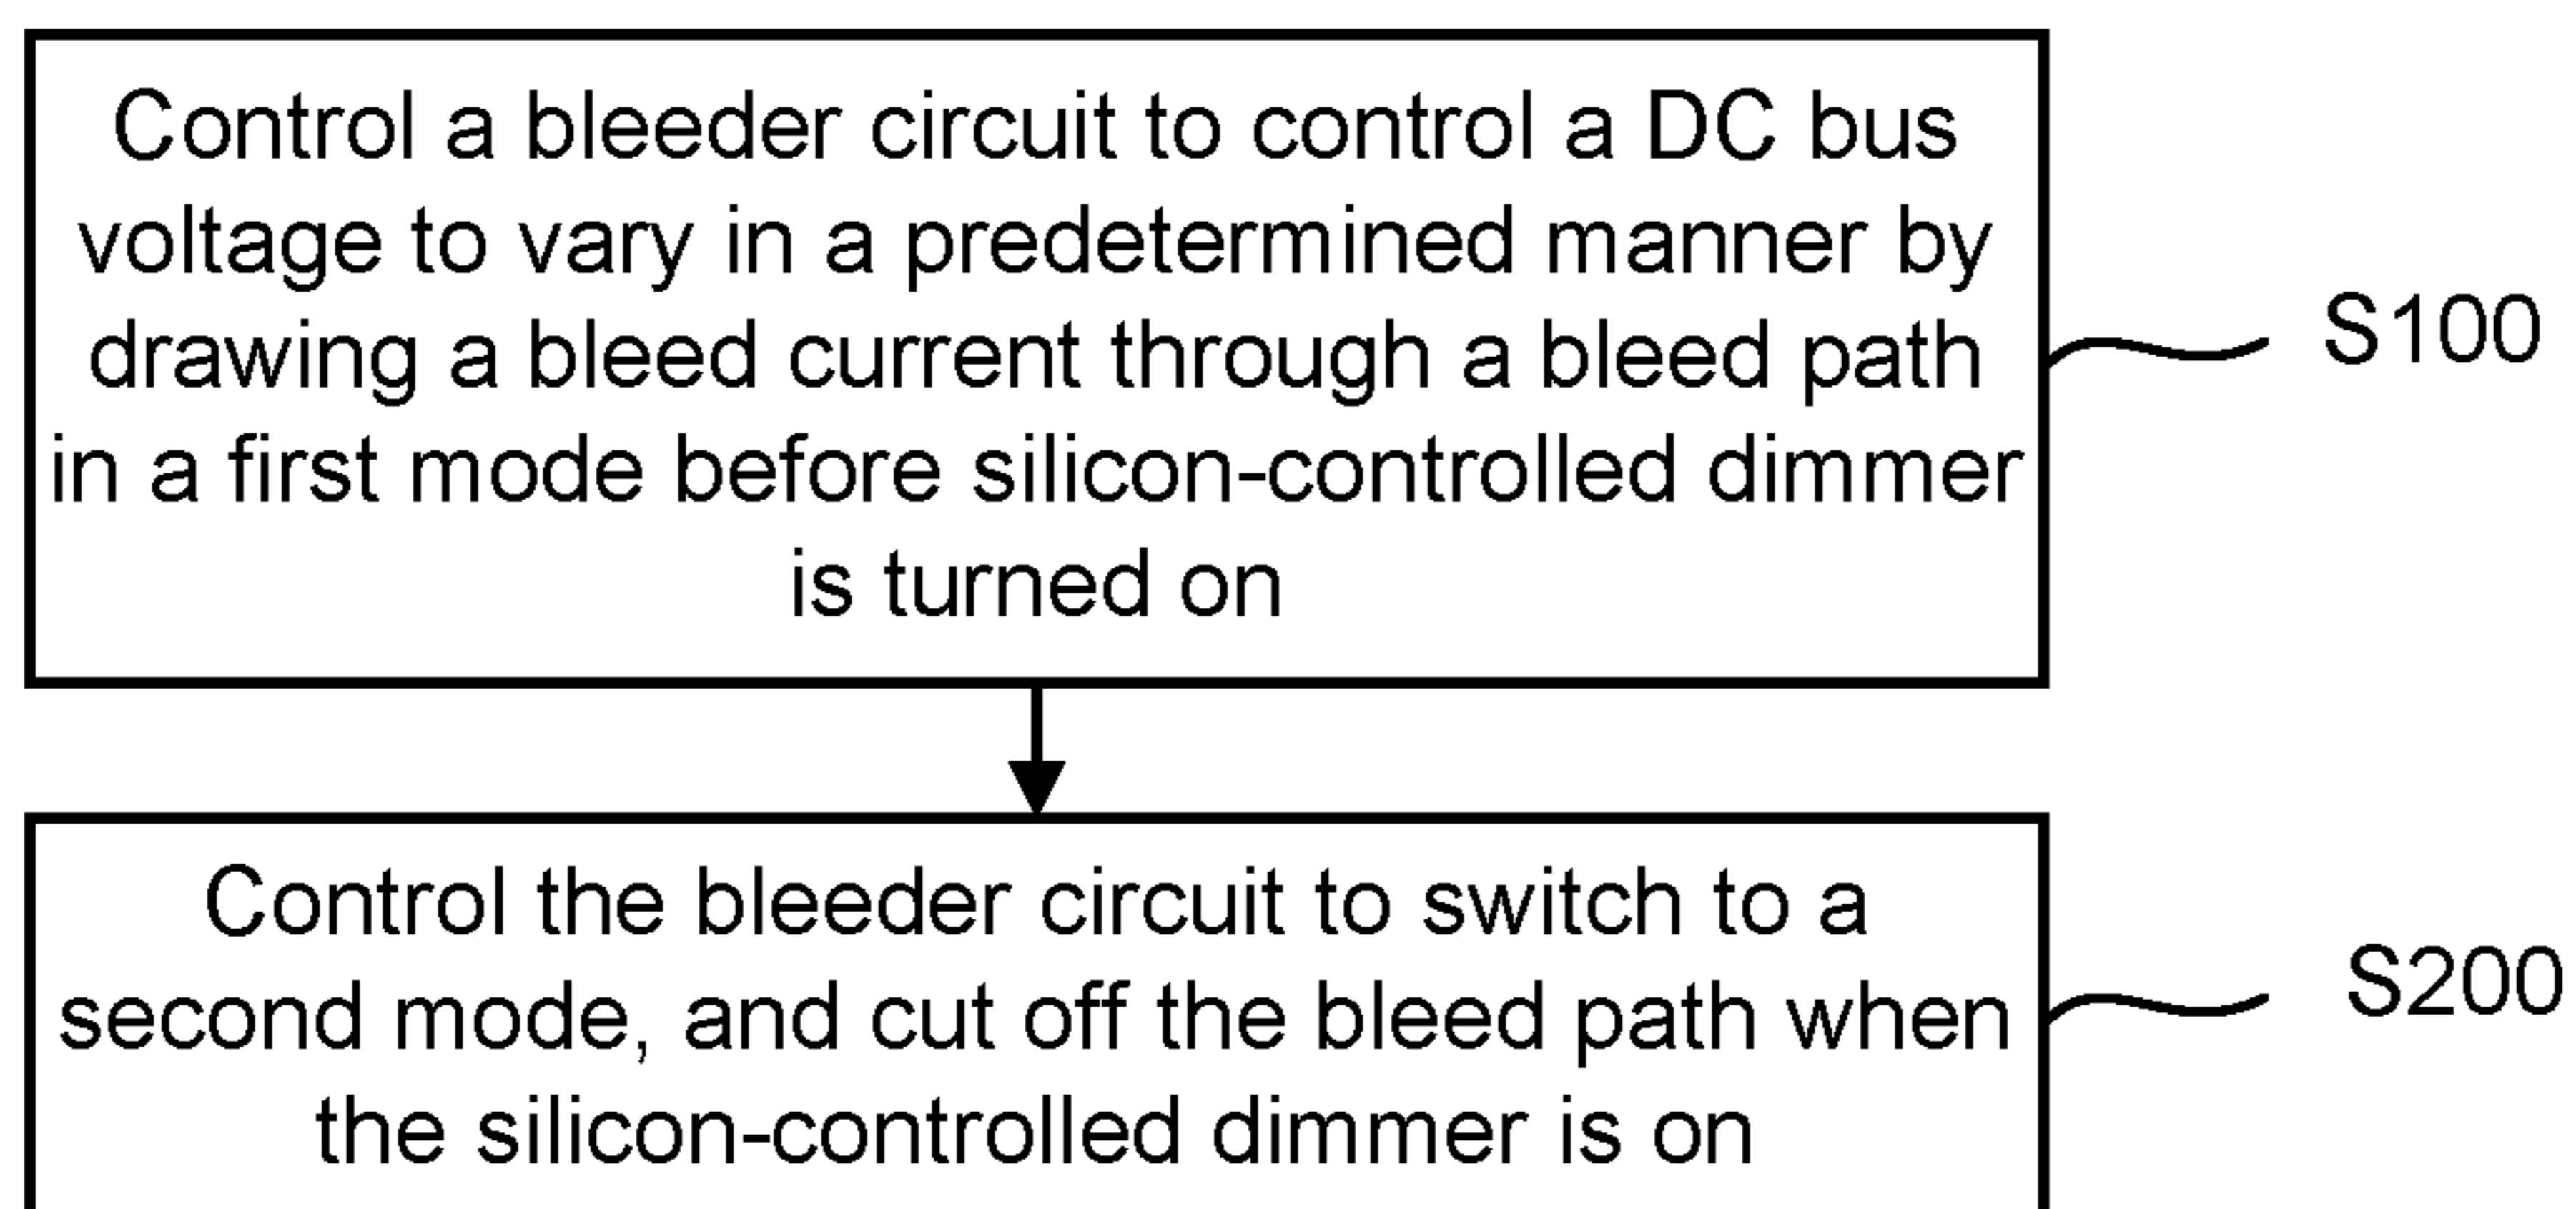 Control a bleeder circuit to control a DC bus
voltage to vary in a predetermined manner by
drawing a bleed current through a bleed path
in a first mode before silicon-controlled dimmer
is turned on
S100
Control the bleeder circuit to switch to a
second mode, and cut off the bleed path when
the silicon-controlled dimmer is on
S200